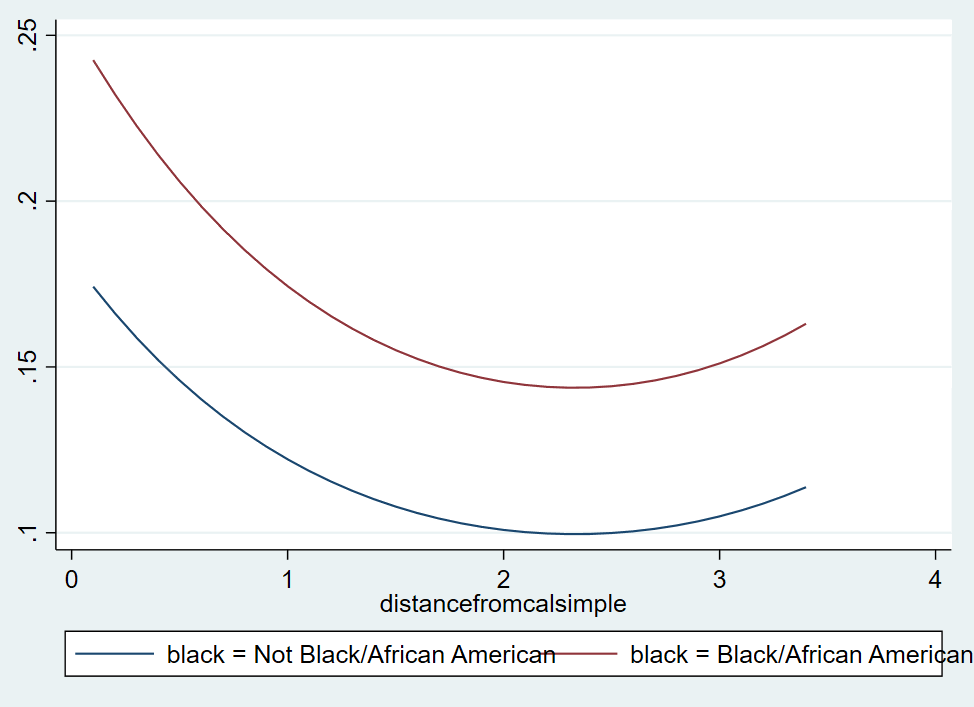 .25
.2
.15
.1
0 1 2 3 4
distancefromcalsimple
black = Not Black/African American black = Black/African American